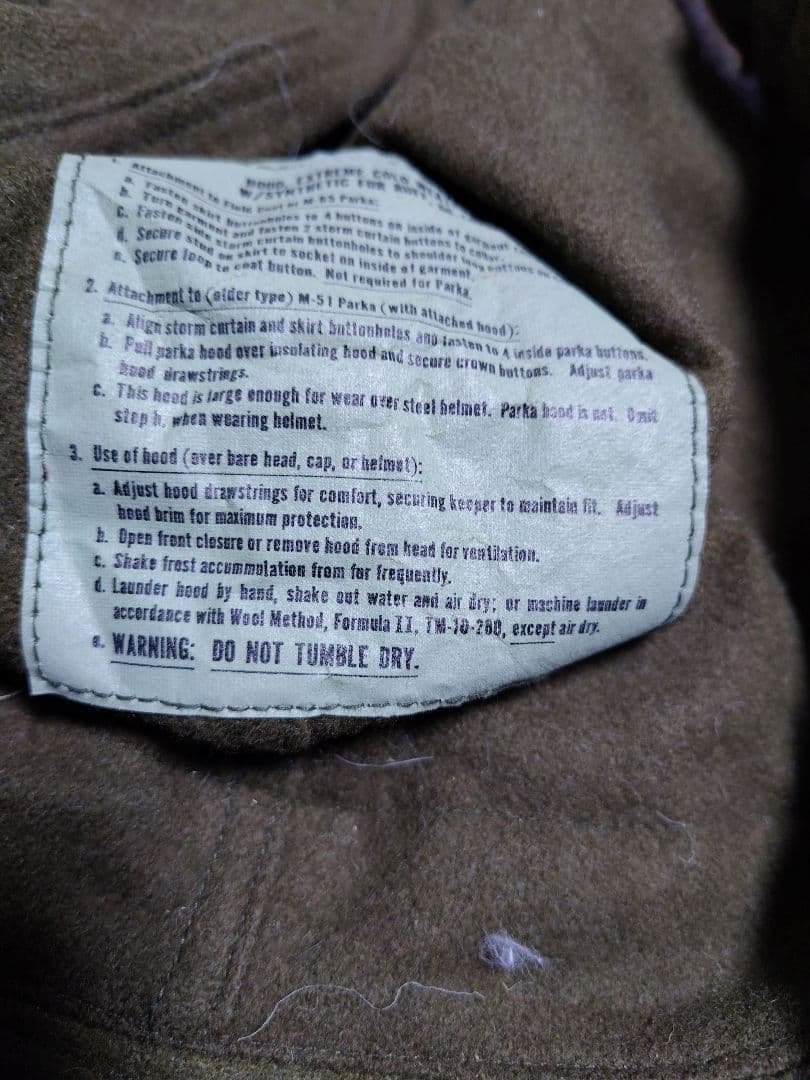 HOOD, EXTREME COLD
W/SYNTHETIC FUR
1. Attachment to Field
a. Fasten skirt buttonholes to 4 buttons on inside of garment
b. Turn garment and fasten 2 storm curtain buttons to collar.
c. Fasten side storm curtain buttonholes to shoulder
d. Secure stud on skirt to socket on inside of garment.
e. Secure loop to coat button. Not required for Parka.
2. Attachment to (older type) M-51 Parka (with attached hood):
a. Align storm curtain and skirt buttonholes and fasten to 4 inside parka buttons.
b. Pull parka hood over insulating hood and secure crown buttons. Adjust parka
hood drawstrings.
c. This hood is large enough for wear over steel helmet. Parka hood is not. Omit
step b, when wearing helmet.
3. Use of hood (over bare head, cap, or helmet):
a. Adjust hood drawstrings for comfort, securing keeper to maintain fit. Adjust
hood brim for maximum protection.
b. Open front closure or remove hood from head for ventilation.
c. Shake frost accummulation from fur frequently.
d. Launder hood by hand, shake out water and air dry; or machine launder in
accordance with Wool Method, Formula II, TM-10-280, except air dry.
e. WARNING: DO NOT TUMBLE DRY.